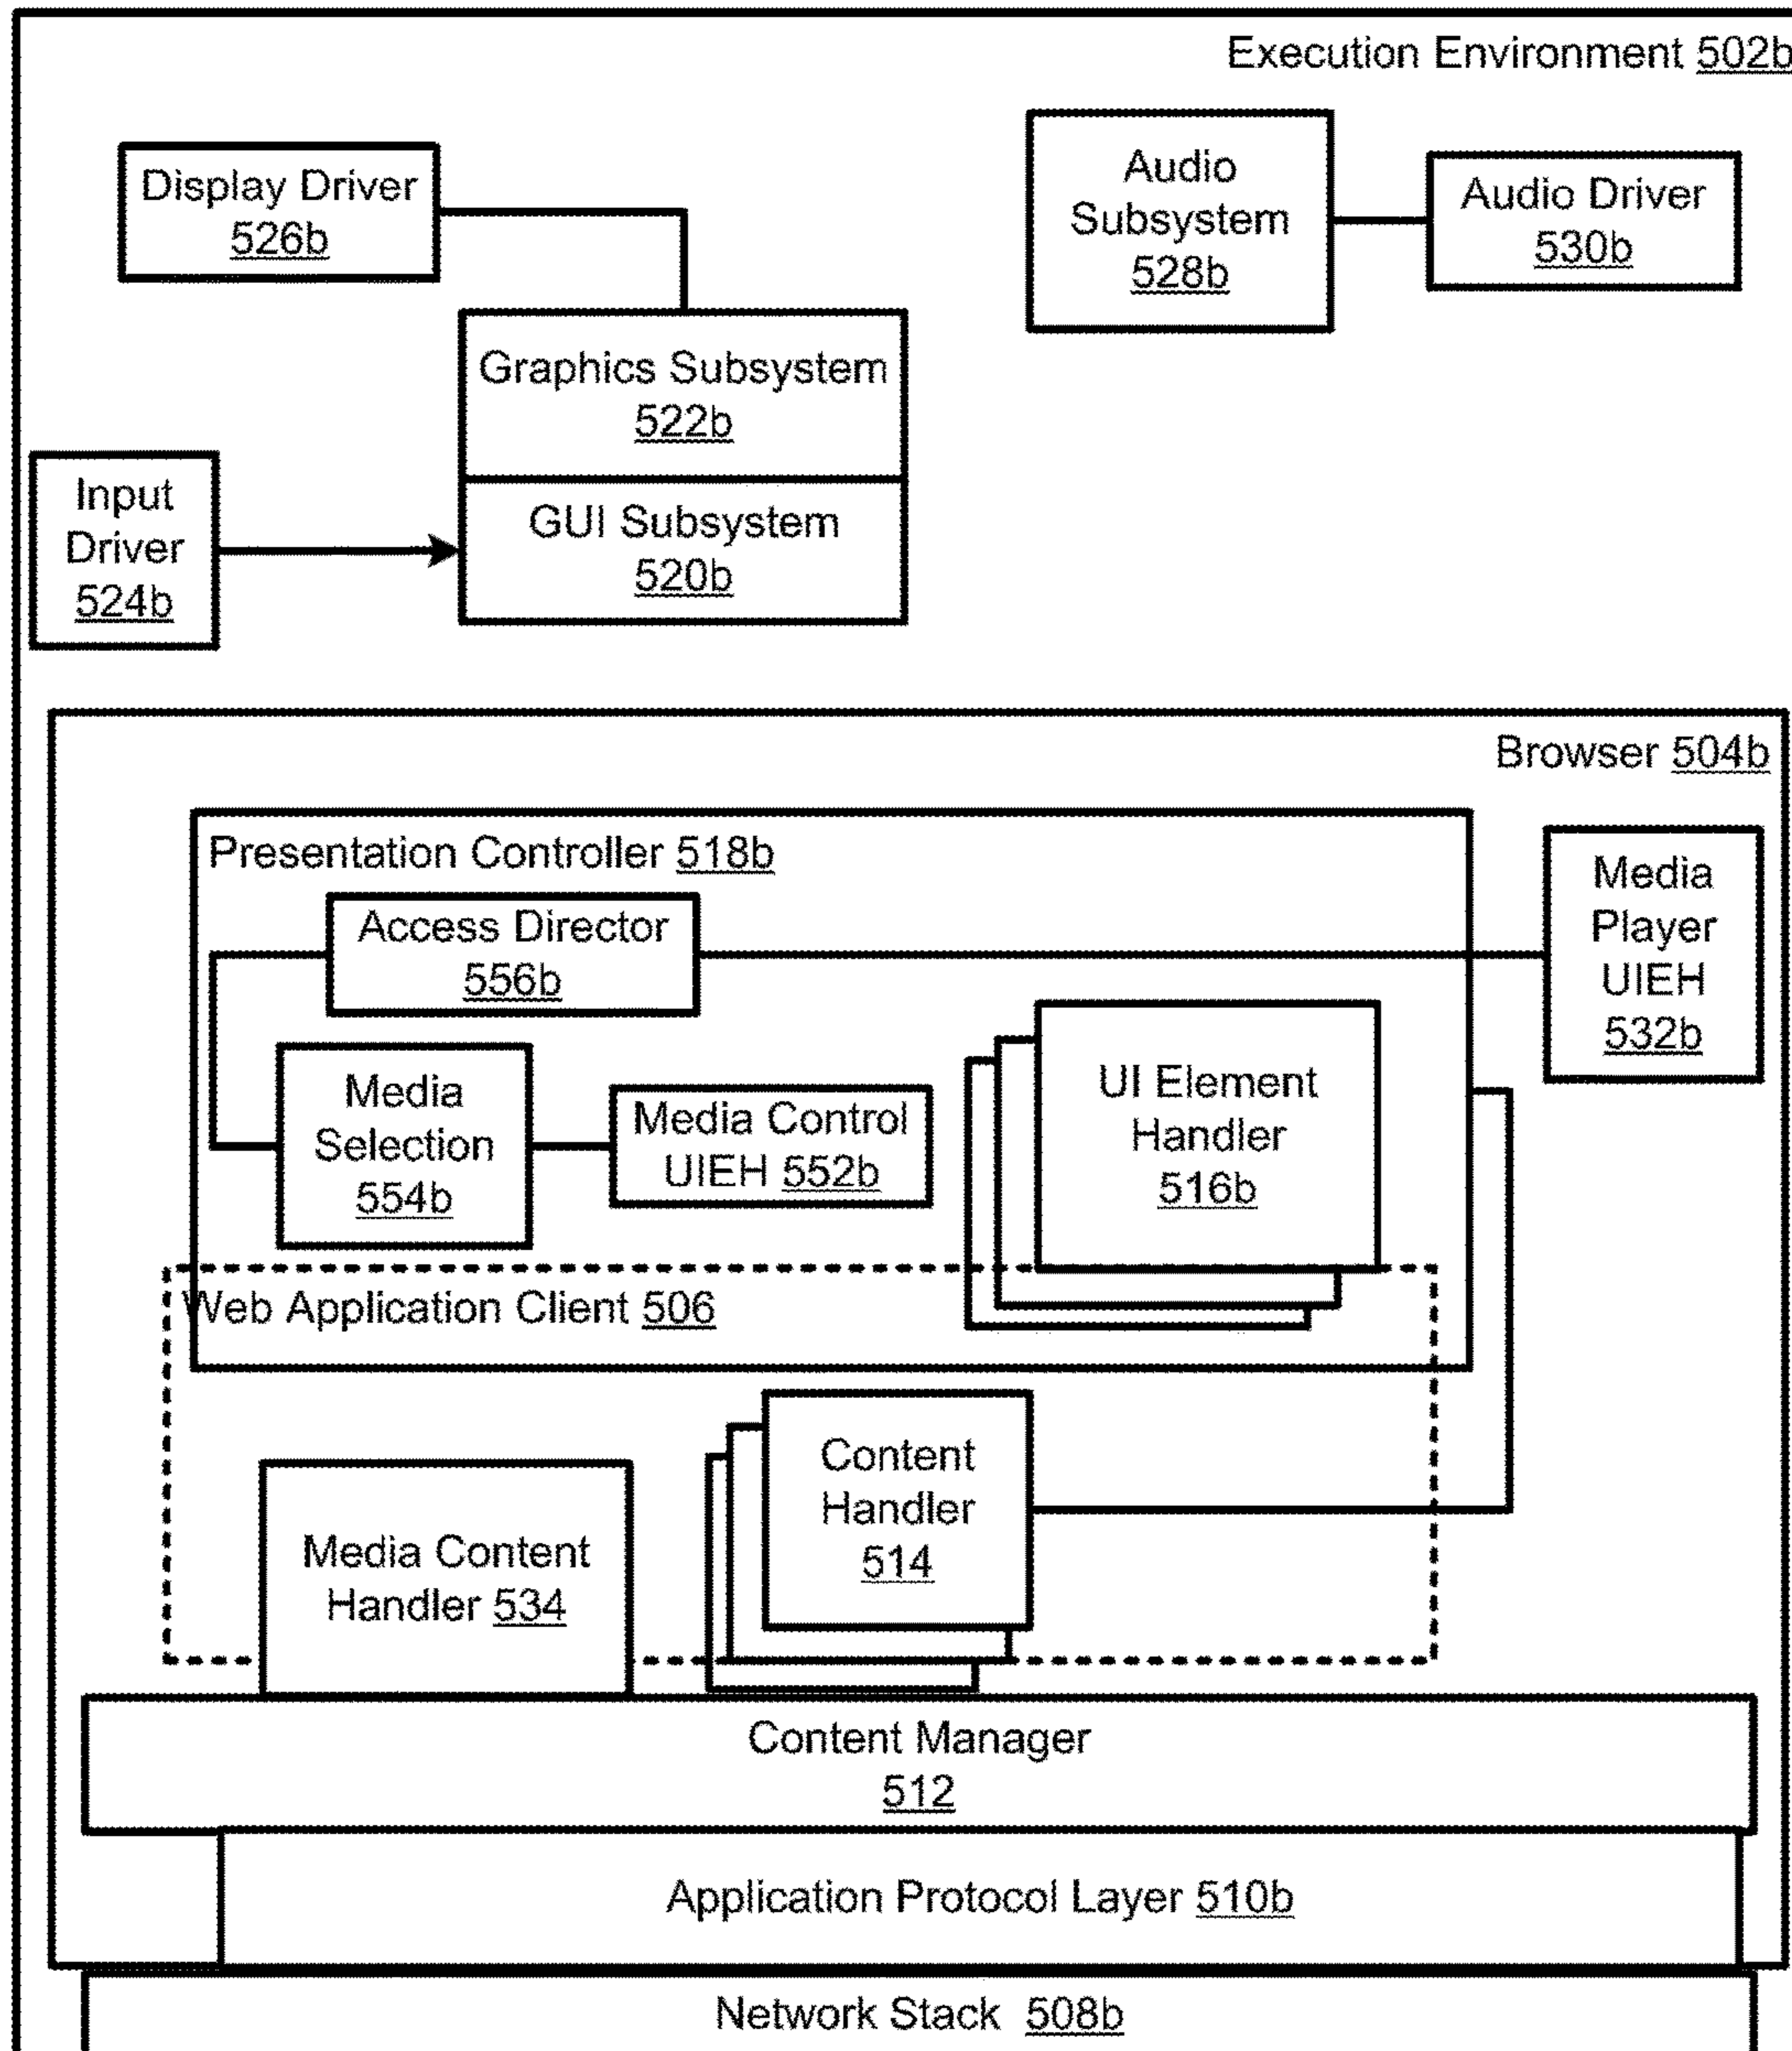 Execution Environment 502b
Display Driver
526b
Audio
Subsystem
528b
Audio Driver
530b
Graphics Subsystem
522b
Input
Driver
524b
GUI Subsystem
520b
Browser 504b
Presentation Controller 518b
Media
Player
UIEH
532b
Access Director
556b
UI Element
Handler
516b
Media
Selection
554b
Media Control
UIEH 552b
Web Application Client 506
Content
Handler
514
Media Content
Handler 534
Content Manager
512
Application Protocol Layer 510b
Network Stack 508b